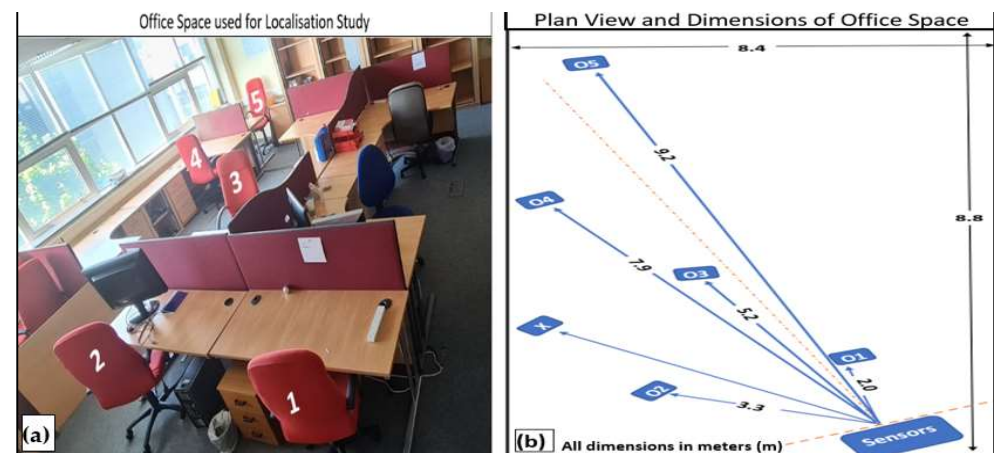 Office Space used for Localisation Study
5
4
3
2
1
(a)
Plan View and Dimensions of Office Space
8.4
O5
9.2
O4
8.8
7.9
O3
5.2
X
O1
2.0
O2
3.3
Sensors
(b) All dimensions in meters (m)